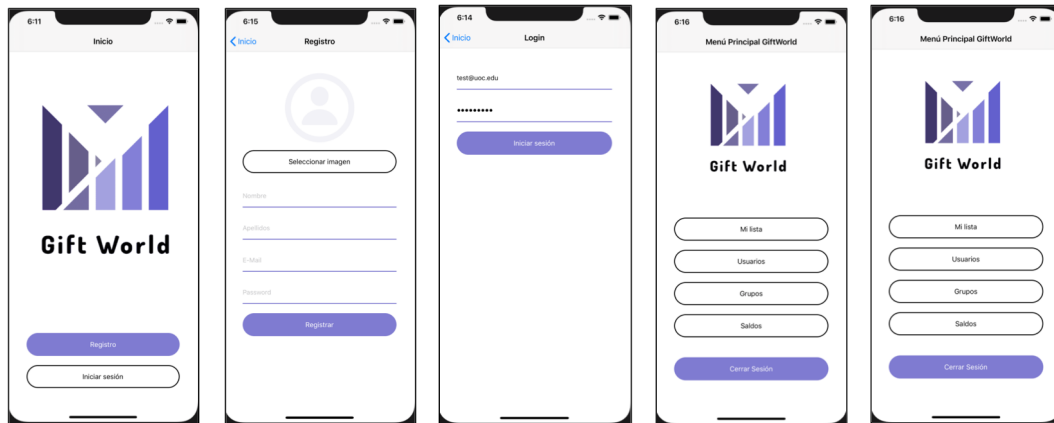 6:11
Inicio
Gift World
Registro
Iniciar sesión
6:15
Inicio
Registro
Seleccionar imagen
Nombre
Apellidos
E-Mail
Password
Registrar
6:14
Inicio
Login
test@uoc.edu
•••••••••
Iniciar sesión
6:16
Menú Principal GiftWorld
Gift World
Mi lista
Usuarios
Grupos
Saldos
Cerrar Sesión
6:16
Menú Principal GiftWorld
Gift World
Mi lista
Usuarios
Grupos
Saldos
Cerrar Sesión